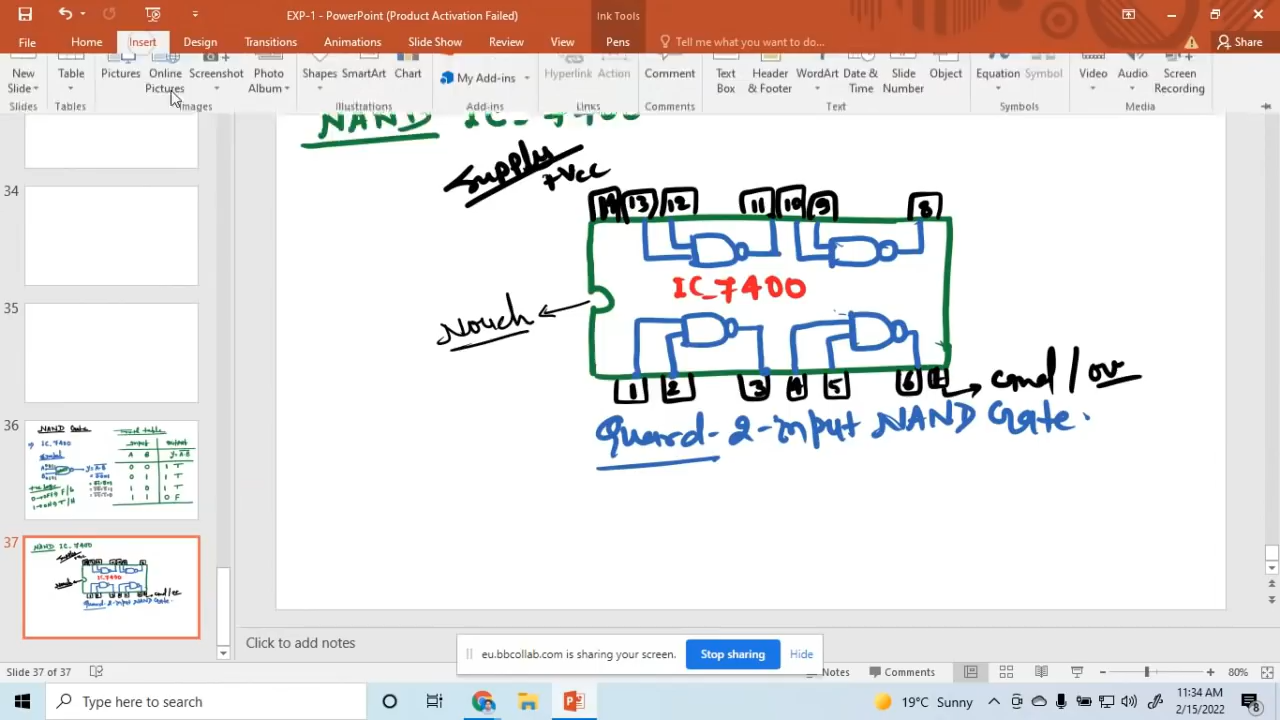 EXP-1 - PowerPoint (Product Activation Failed)
Ink Tools
File Home Insert Design Transitions Animations Slide Show Review View Pens Tell me what you want to do... Share
New Slide Table Pictures Online Pictures Screenshot Photo Album Shapes SmartArt Chart My Add-ins Hyperlink Action Comment Text Box Header & Footer WordArt Date & Time Slide Number Object Equation Symbol Video Audio Screen Recording
Slides Tables Images Illustrations Add-ins Links Comments Text Symbols Media
34
35
36
37
NAND IC-7400
Supply
+Vcc
14 13 12 11 10 9 8
IC-7400
Nouch
1 2 3 4 5 6
Gnd / ov
Quard-2-input NAND Gate.
Click to add notes
eu.bbcollab.com is sharing your screen. Stop sharing Hide
Slide 37 of 37
Notes Comments 80%
Type here to search
19°C Sunny
11:34 AM
2/15/2022
8